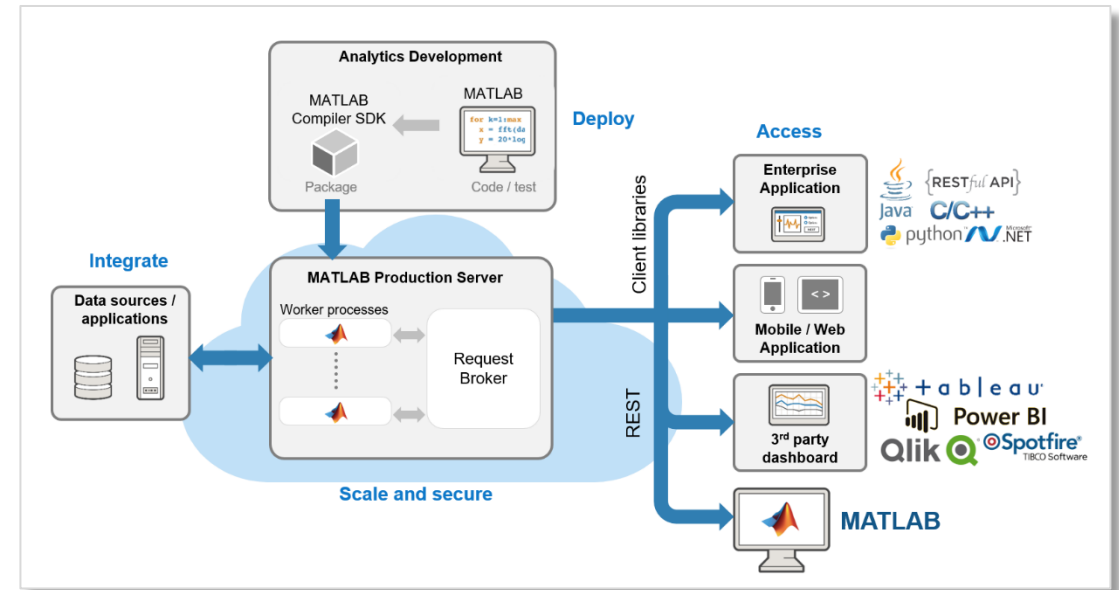 Analytics Development
MATLAB
Compiler SDK
Package
MATLAB
for k=1:max
x = fft(da
y = 20*log
Code / test
Deploy
Integrate
Data sources /
applications
MATLAB Production Server
Worker processes
Request
Broker
Scale and secure
Client libraries
REST
Access
Enterprise
Application
Java
{RESTful API}
C/C++
python
Microsoft
.NET
< >
Mobile / Web
Application
3rd party
dashboard
+ableau
Power BI
Qlik
Spotfire®
TIBCO Software
MATLAB